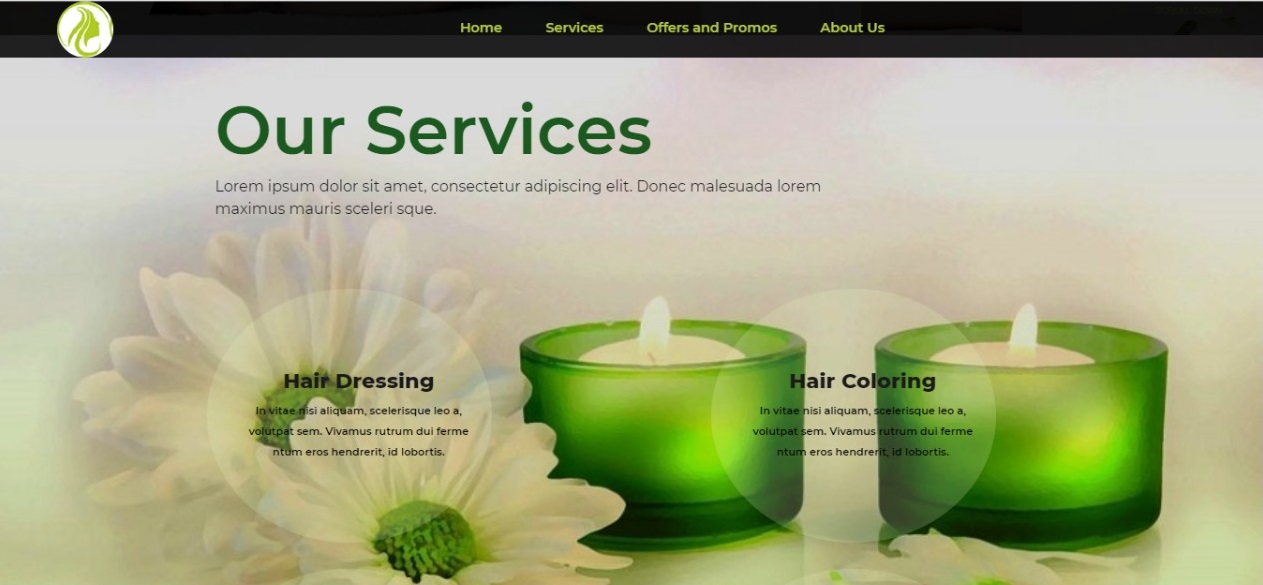 Home Services Offers and Promos About Us
Our Services
Lorem ipsum dolor sit amet, consectetur adipiscing elit. Donec malesuada lorem
maximus mauris sceleri sque.
Hair Dressing
In vitae nisi aliquam, scelerisque leo a,
volutpat sem. Vivamus rutrum dui ferme
ntum eros hendrerit, id lobortis.
Hair Coloring
In vitae nisi aliquam, scelerisque leo a,
volutpat sem. Vivamus rutrum dui ferme
ntum eros hendrerit, id lobortis.